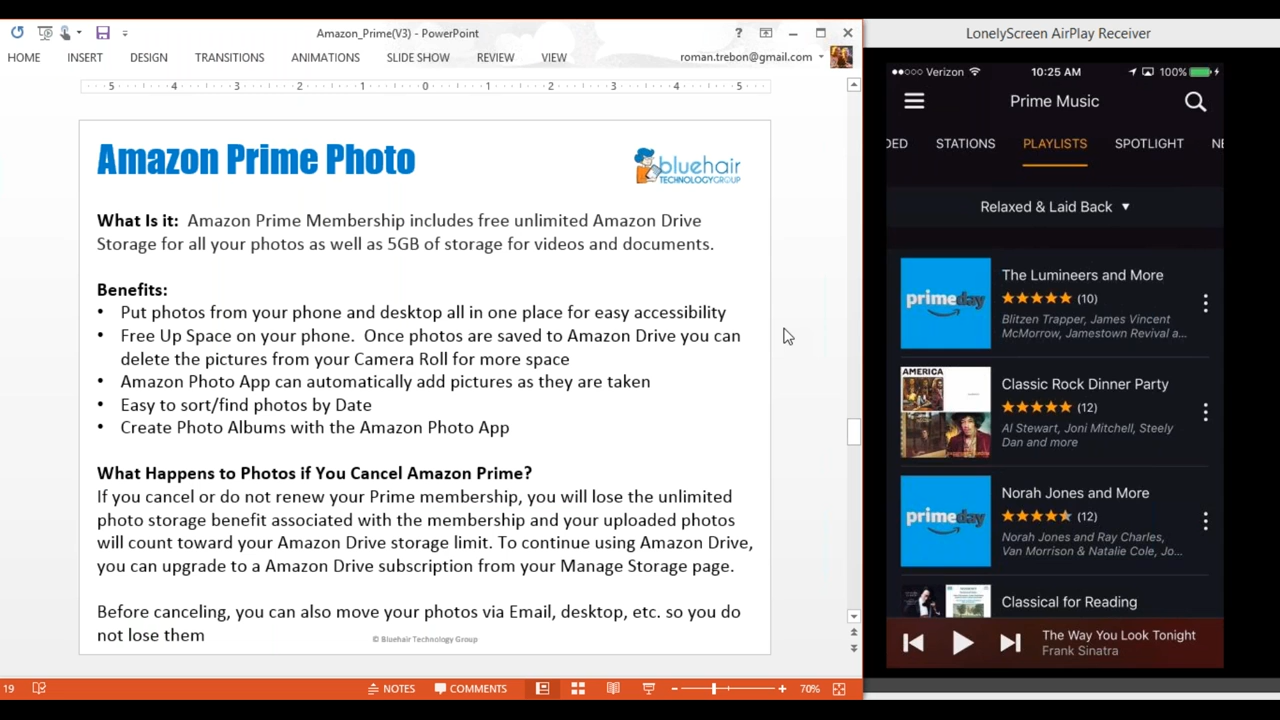 Amazon_Prime(V3) - PowerPoint
?
HOME INSERT DESIGN TRANSITIONS ANIMATIONS SLIDE SHOW REVIEW VIEW roman.trebon@gmail.com
5 4 3 2 1 0 1 2 3 4 5
Amazon Prime Photo
bluehair
TECHNOLOGYGROUP
What Is it: Amazon Prime Membership includes free unlimited Amazon Drive
Storage for all your photos as well as 5GB of storage for videos and documents.
Benefits:
• Put photos from your phone and desktop all in one place for easy accessibility
• Free Up Space on your phone. Once photos are saved to Amazon Drive you can
delete the pictures from your Camera Roll for more space
• Amazon Photo App can automatically add pictures as they are taken
• Easy to sort/find photos by Date
• Create Photo Albums with the Amazon Photo App
What Happens to Photos if You Cancel Amazon Prime?
If you cancel or do not renew your Prime membership, you will lose the unlimited
photo storage benefit associated with the membership and your uploaded photos
will count toward your Amazon Drive storage limit. To continue using Amazon Drive,
you can upgrade to a Amazon Drive subscription from your Manage Storage page.
Before canceling, you can also move your photos via Email, desktop, etc. so you do
not lose them
© Bluehair Technology Group
19 NOTES COMMENTS 70%
LonelyScreen AirPlay Receiver
Verizon 10:25 AM 100%
Prime Music
DED STATIONS PLAYLISTS SPOTLIGHT NE
Relaxed & Laid Back
primeday
The Lumineers and More
(10)
Blitzen Trapper, James Vincent
McMorrow, Jamestown Revival a...
AMERICA
Classic Rock Dinner Party
(12)
Al Stewart, Joni Mitchell, Steely
Dan and more
primeday
Norah Jones and More
(12)
Norah Jones and Ray Charles,
Van Morrison & Natalie Cole, Jo...
Classical for Reading
The Way You Look Tonight
Frank Sinatra